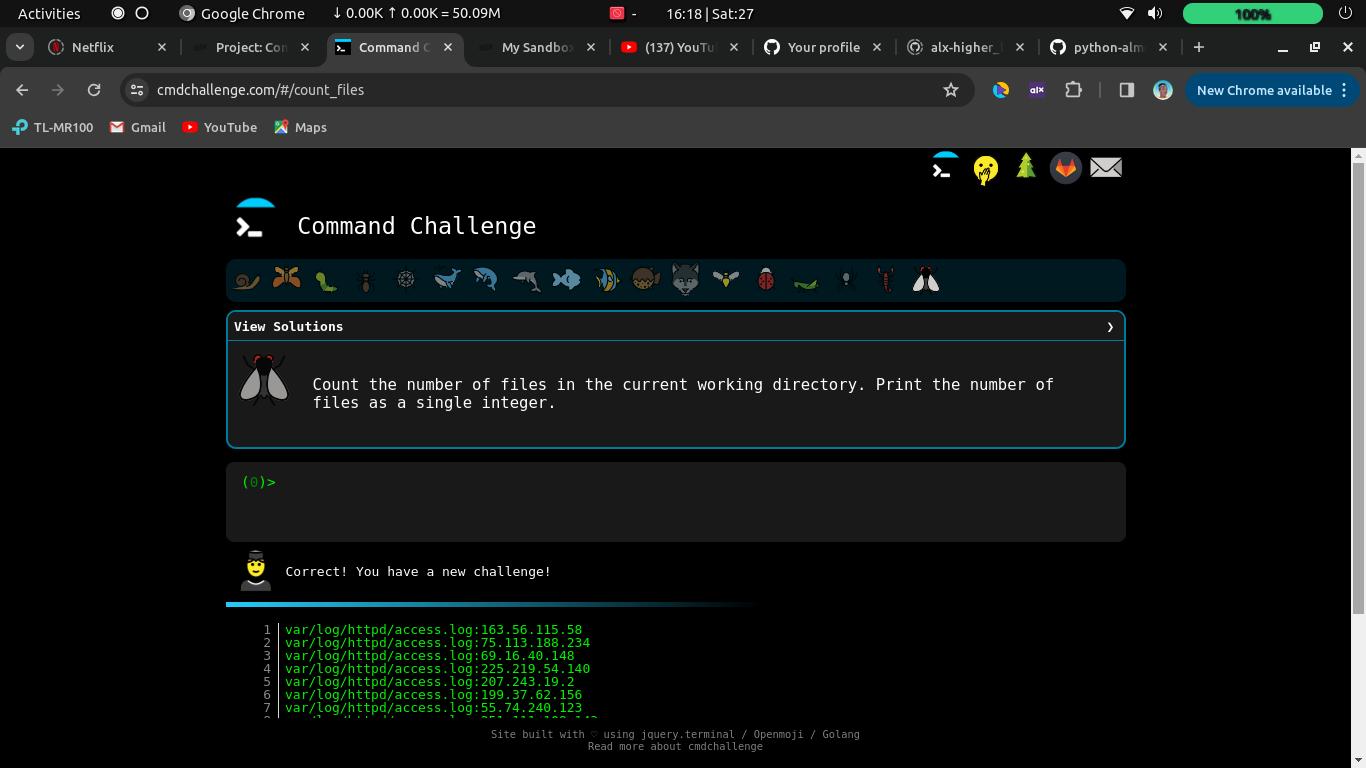 Activities
Google Chrome
↓ 0.00K ↑ 0.00K = 50.09M
-
16:18 | Sat:27
100%
Netflix
Project: Con
Command C
My Sandbox
(137) YouTu
Your profile
alx-higher_
python-alm
cmdchallenge.com/#/count_files
alx
New Chrome available
TL-MR100
Gmail
YouTube
Maps
Command Challenge
View Solutions
Count the number of files in the current working directory. Print the number of
files as a single integer.
(0)>
Correct! You have a new challenge!
1 var/log/httpd/access.log:163.56.115.58
2 var/log/httpd/access.log:75.113.188.234
3 var/log/httpd/access.log:69.16.40.148
4 var/log/httpd/access.log:225.219.54.140
5 var/log/httpd/access.log:207.243.19.2
6 var/log/httpd/access.log:199.37.62.156
7 var/log/httpd/access.log:55.74.240.123
Site built with ♡ using jquery.terminal / Openmoji / Golang
Read more about cmdchallenge